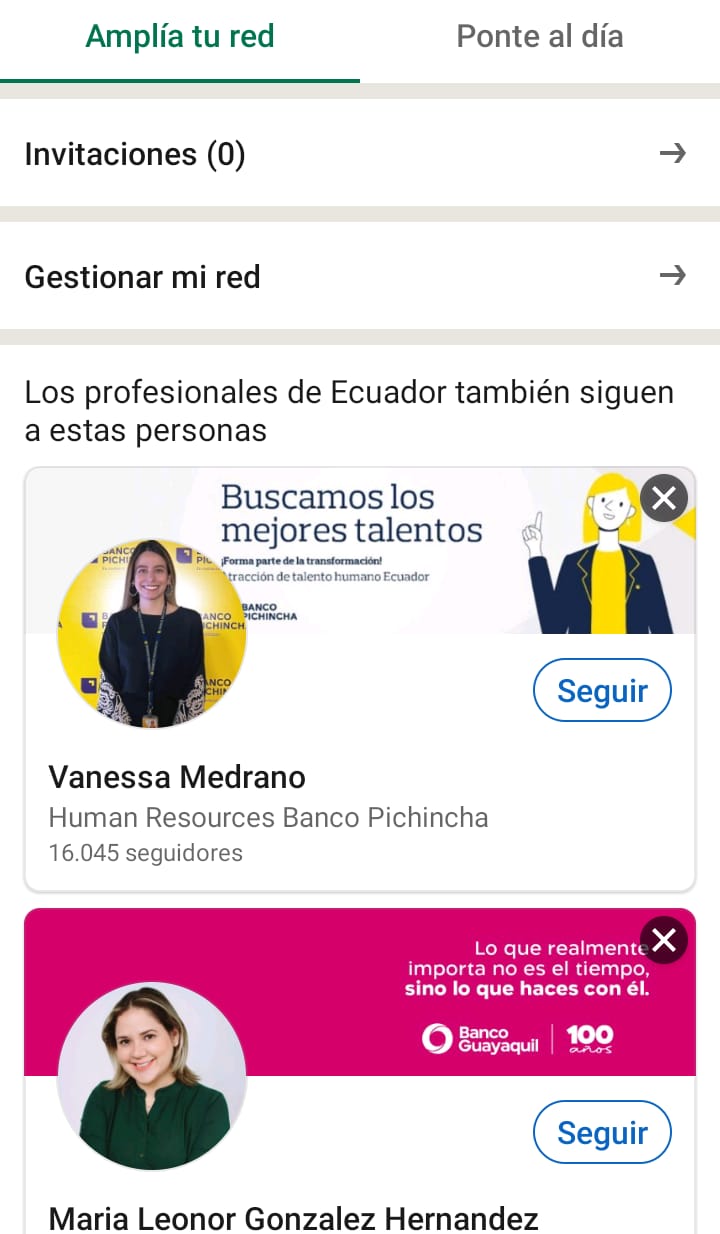 Amplía tu red
Ponte al día
Invitaciones (0)
Gestionar mi red
Los profesionales de Ecuador también siguen
a estas personas
Buscamos los
mejores talentos
¡Forma parte de la transformación!
tracción de talento humano Ecuador
BANCO
PICHINCHA
Seguir
Vanessa Medrano
Human Resources Banco Pichincha
16.045 seguidores
Lo que realmente
importa no es el tiempo,
sino lo que haces con él.
Banco
Guayaquil
100
años
Seguir
Maria Leonor Gonzalez Hernandez